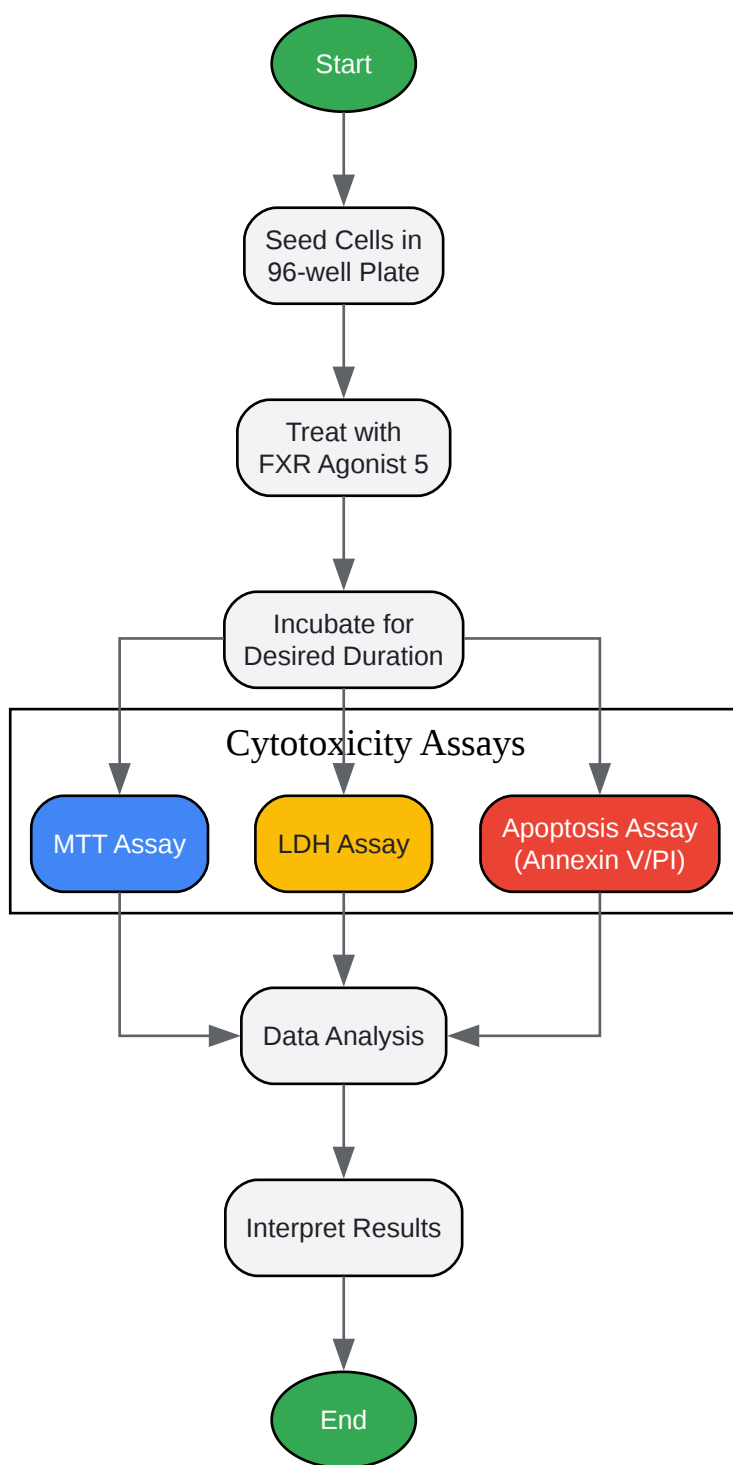 Start
Seed Cells in
96-well Plate
Treat with
FXR Agonist 5
Incubate for
Desired Duration
Cytotoxicity Assays
MTT Assay
LDH Assay
Apoptosis Assay
(Annexin V/PI)
Data Analysis
Interpret Results
End